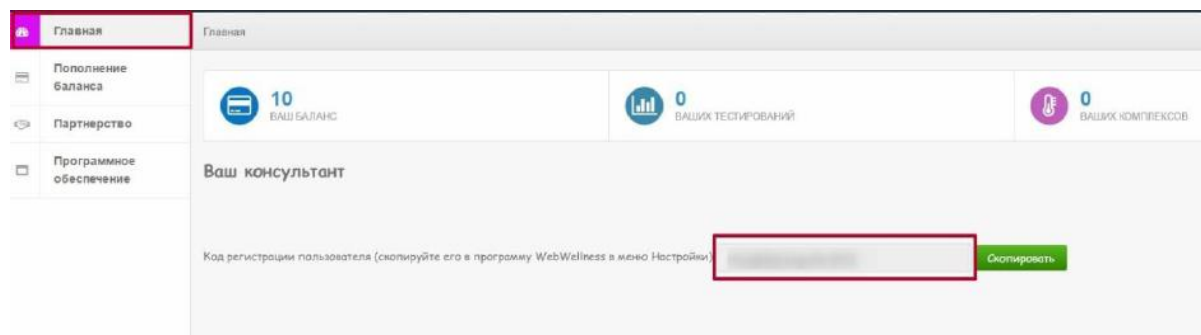 Главная
Пополнение
баланса
Партнерство
Программное
обеспечение
Главная
10
ВАШ БАЛАНС
0
ВАШИХ ТЕСТИРОВАНИЙ
0
ВАШИХ КОМПЛЕКСОВ
Ваш консультант
Код регистрации пользователя (скопируйте его в программу WebWellness в меню Настройки)
Скопировать